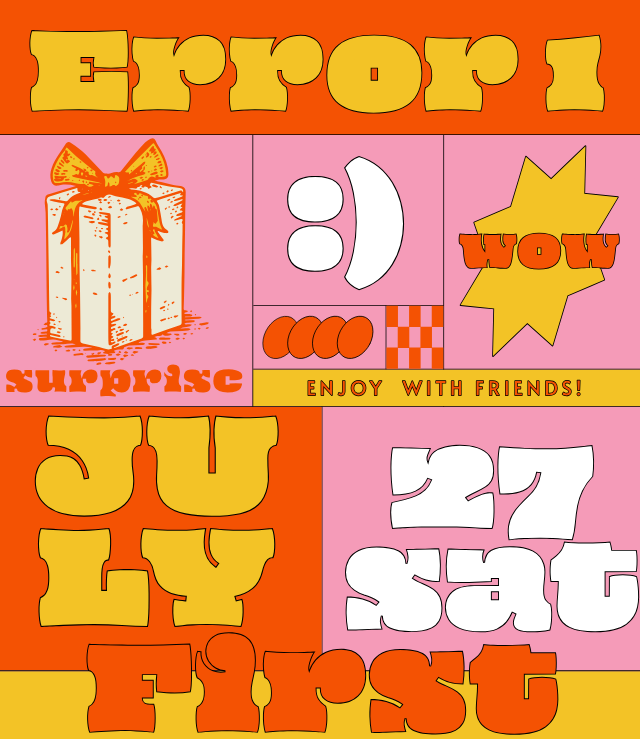 Error 1
:)
wow
surprise
ENJOY WITH FRIENDS!
JU
LY
27
sat
First